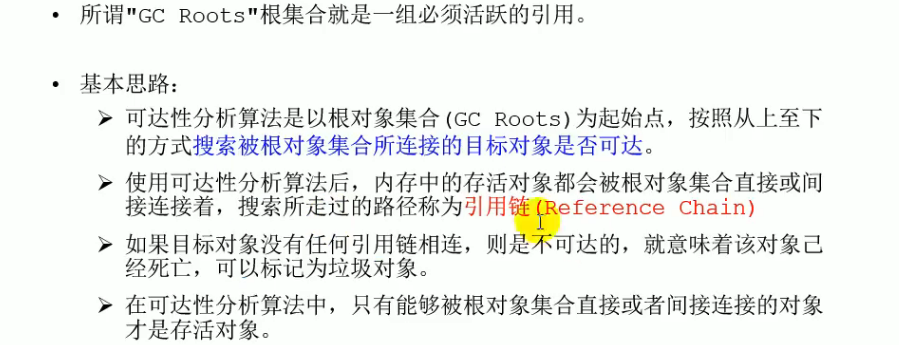 • 所谓"GC Roots"根集合就是一组必须活跃的引用。
• 基本思路：
➤ 可达性分析算法是以根对象集合(GC Roots)为起始点，按照从上至下
的方式搜索被根对象集合所连接的目标对象是否可达。
➤ 使用可达性分析算法后，内存中的存活对象都会被根对象集合直接或间
接连接着，搜索所走过的路径称为引用链(Reference Chain)
➤ 如果目标对象没有任何引用链相连，则是不可达的，就意味着该对象己
经死亡，可以标记为垃圾对象。
➤ 在可达性分析算法中，只有能够被根对象集合直接或者间接连接的对象
才是存活对象。